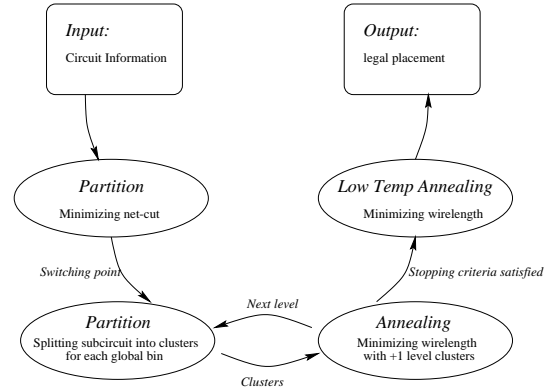 Input:
Circuit Information
Output:
legal placement
Partition
Minimizing net-cut
Low Temp Annealing
Minimizing wirelength
Switching point
Stopping criteria satisfied
Next level
Partition
Splitting subcircuit into clusters
for each global bin
Annealing
Minimizing wirelength
with +1 level clusters
Clusters